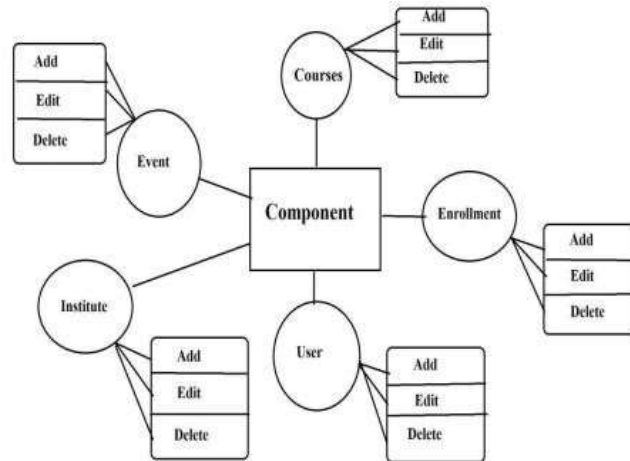 Add
Edit
Delete
Courses
Add
Edit
Delete
Event
Component
Enrollment
Add
Edit
Delete
Institute
Add
Edit
Delete
User
Add
Edit
Delete